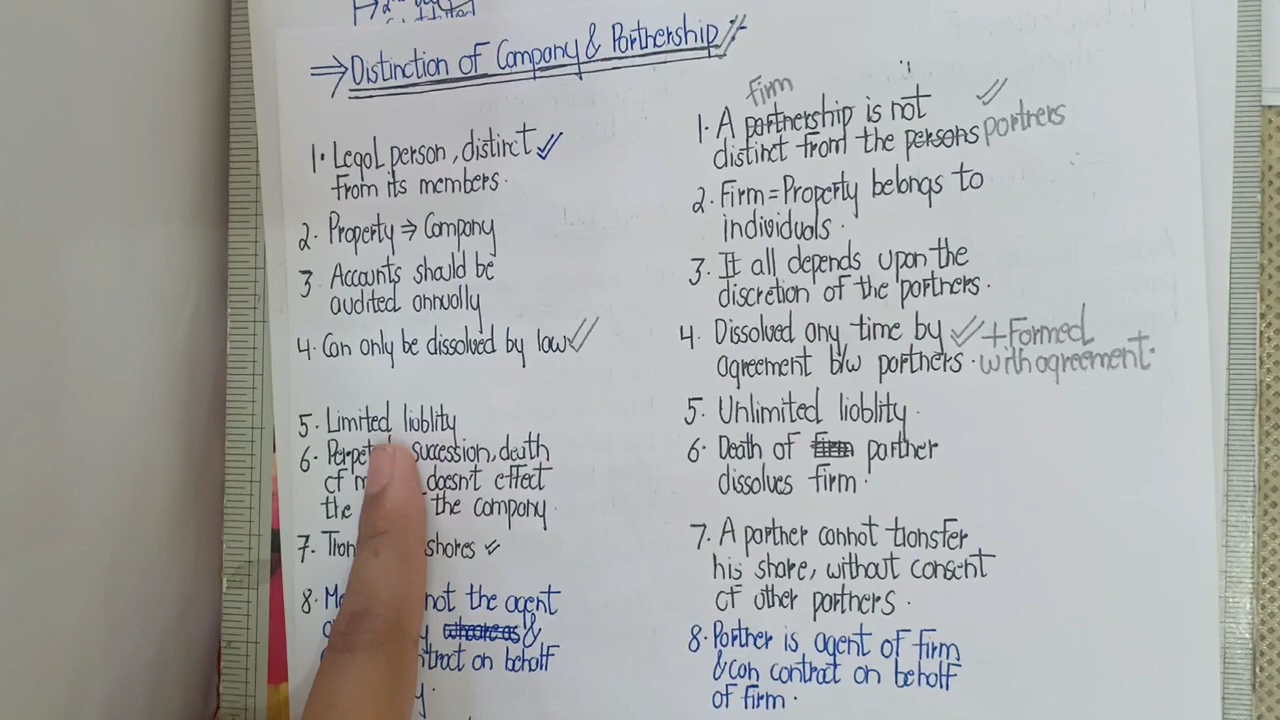 ⇒ Distinction of Company & Partnership
1. Legal person, distinct
from its members.
2. Property ⇒ Company
3. Accounts should be
audited annually
4. Can only be dissolved by law
5. Limited liablity
6. succession, death
of doesn't effect
the the company.
7. shores
8. not the agent
&
on behalf
firm
1. A partnership is not
distinct from the persons partners
2. Firm = Property belongs to
individuals.
3. It all depends upon the
discretion of the partners.
4. Dissolved any time by + Formed
agreement b/w partners. with agreement.
5. Unlimited liablity.
6. Death of firm partner
dissolves firm.
7. A partner cannot transfer
his share, without consent
of other partners.
8. Partner is agent of firm
& can contract on behalf
of firm.